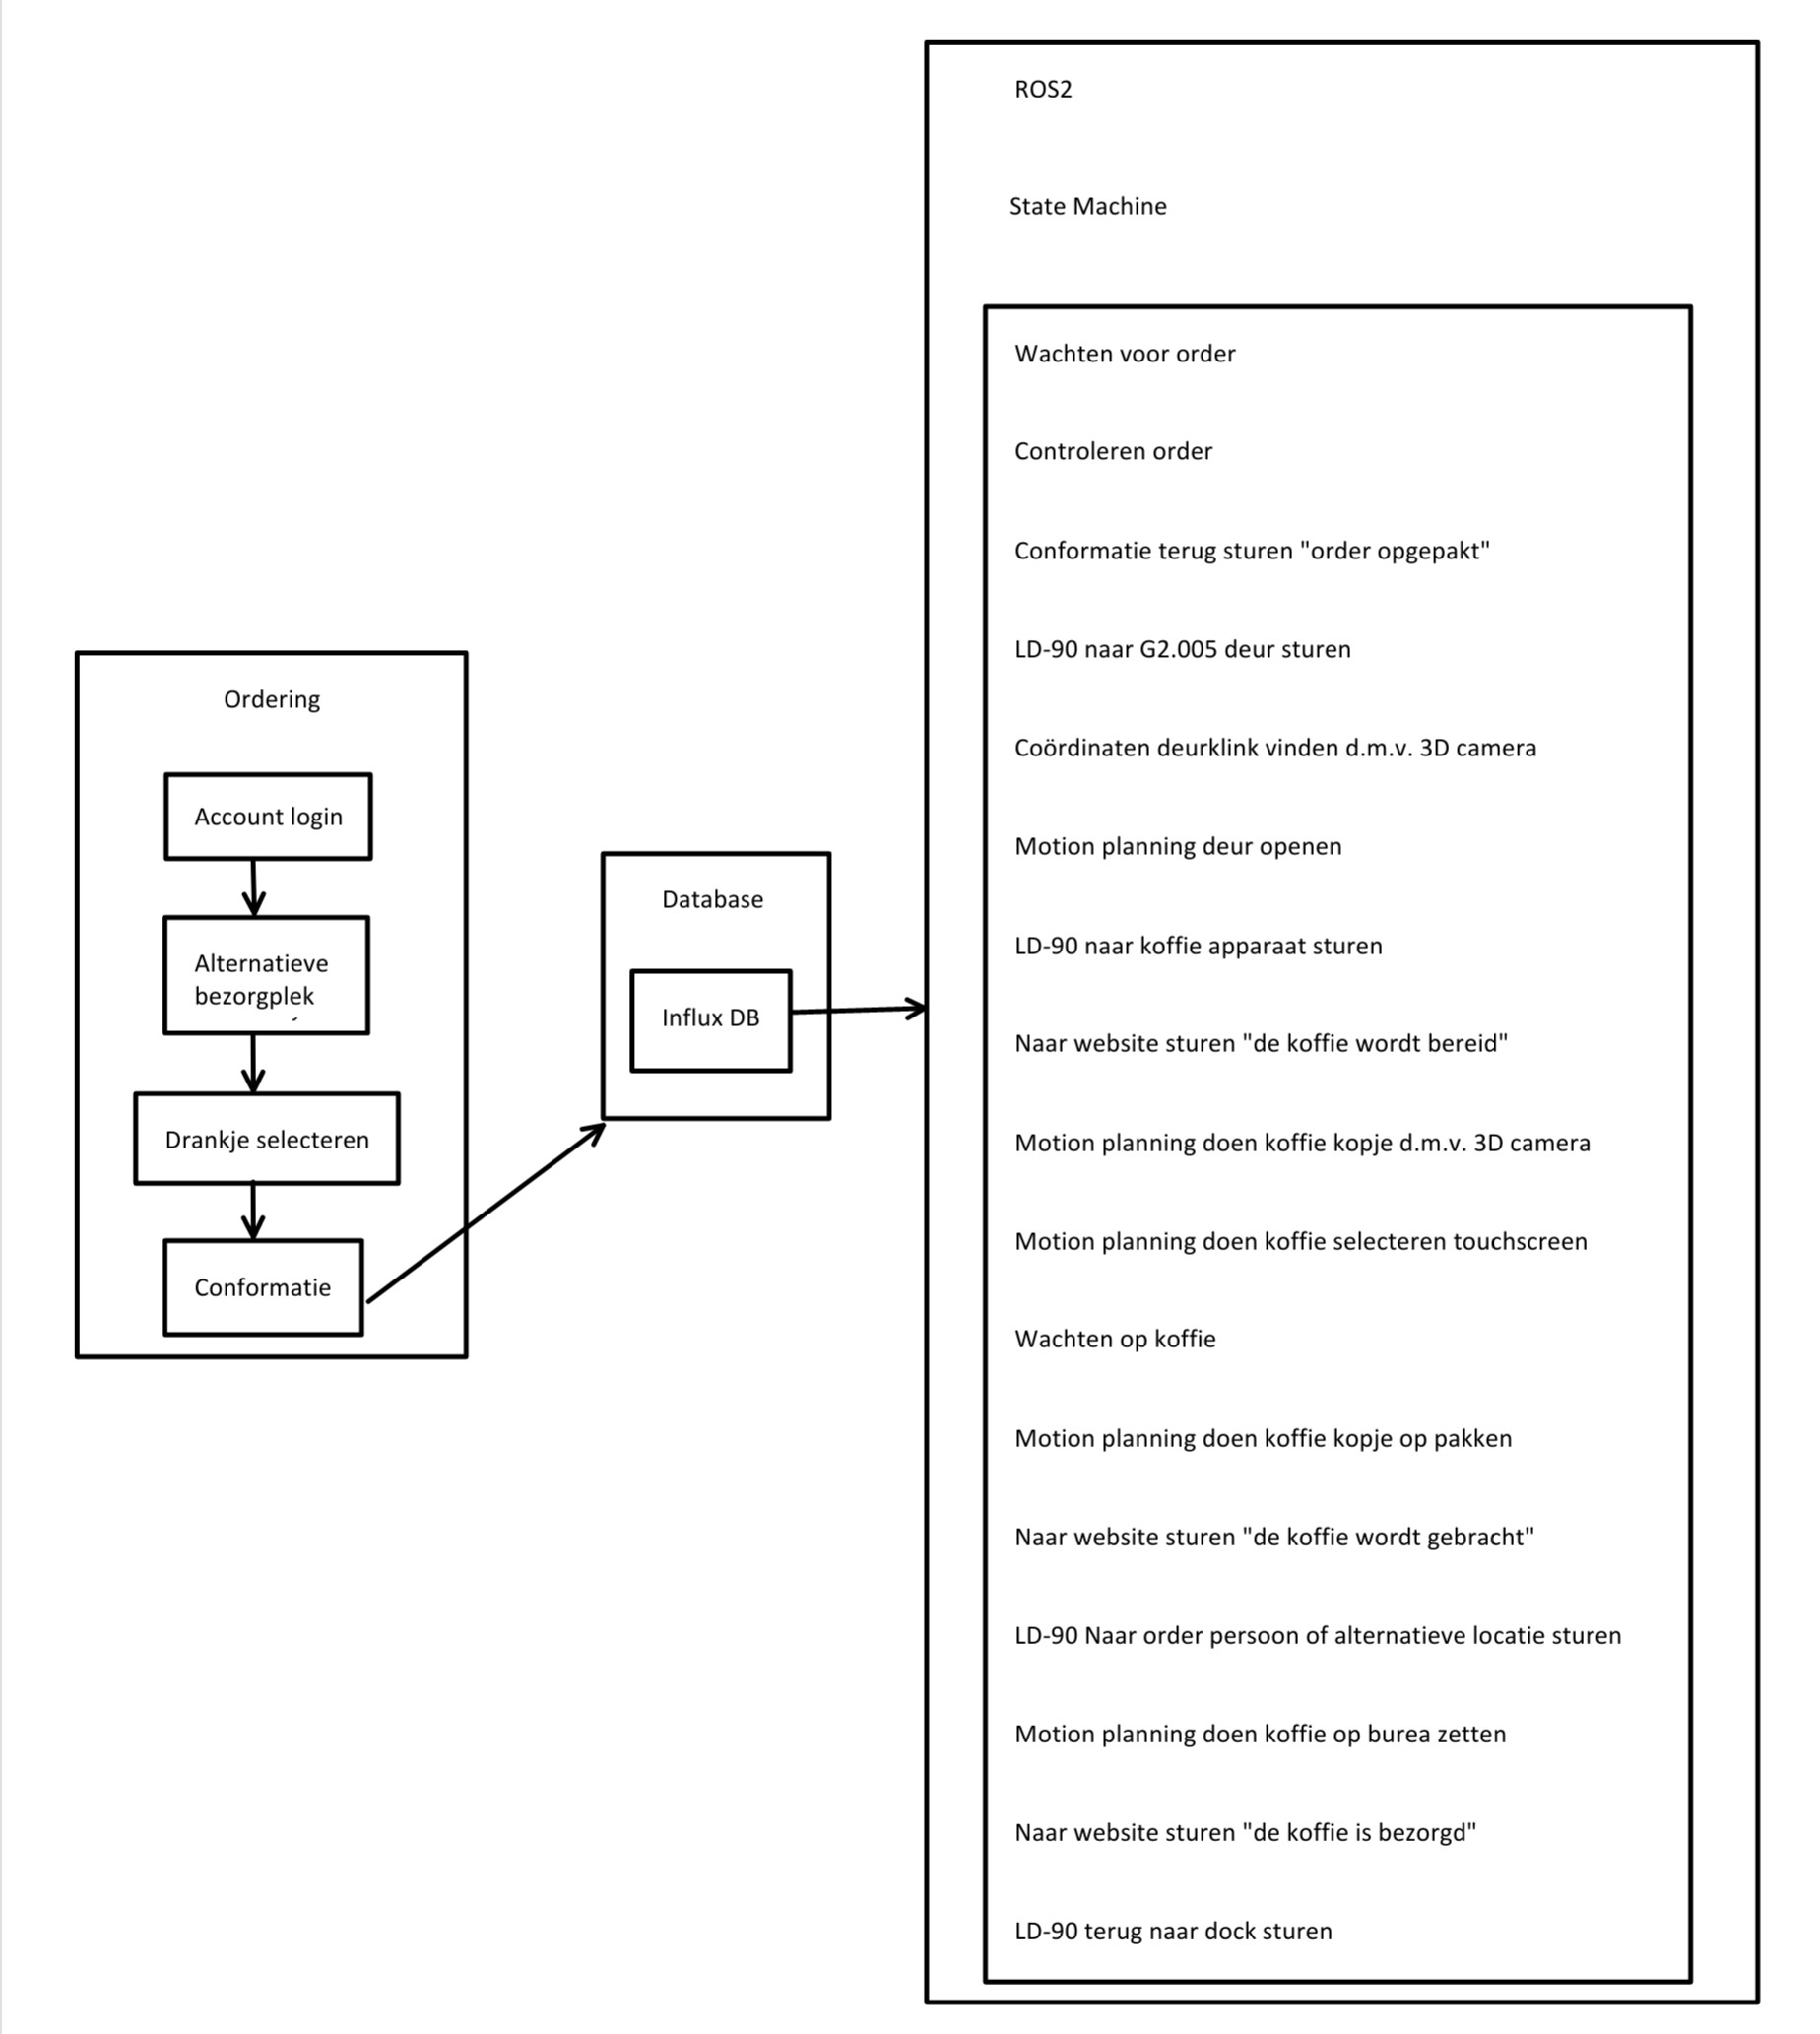 Ordering
Account login
Alternatieve
bezorgplek
Drankje selecteren
Conformatie
Database
Influx DB
ROS2
State Machine
Wachten voor order
Controleren order
Conformatie terug sturen "order opgepakt"
LD-90 naar G2.005 deur sturen
Coördinaten deurklink vinden d.m.v. 3D camera
Motion planning deur openen
LD-90 naar koffie apparaat sturen
Naar website sturen "de koffie wordt bereid"
Motion planning doen koffie kopje d.m.v. 3D camera
Motion planning doen koffie selecteren touchscreen
Wachten op koffie
Motion planning doen koffie kopje op pakken
Naar website sturen "de koffie wordt gebracht"
LD-90 Naar order persoon of alternatieve locatie sturen
Motion planning doen koffie op burea zetten
Naar website sturen "de koffie is bezorgd"
LD-90 terug naar dock sturen